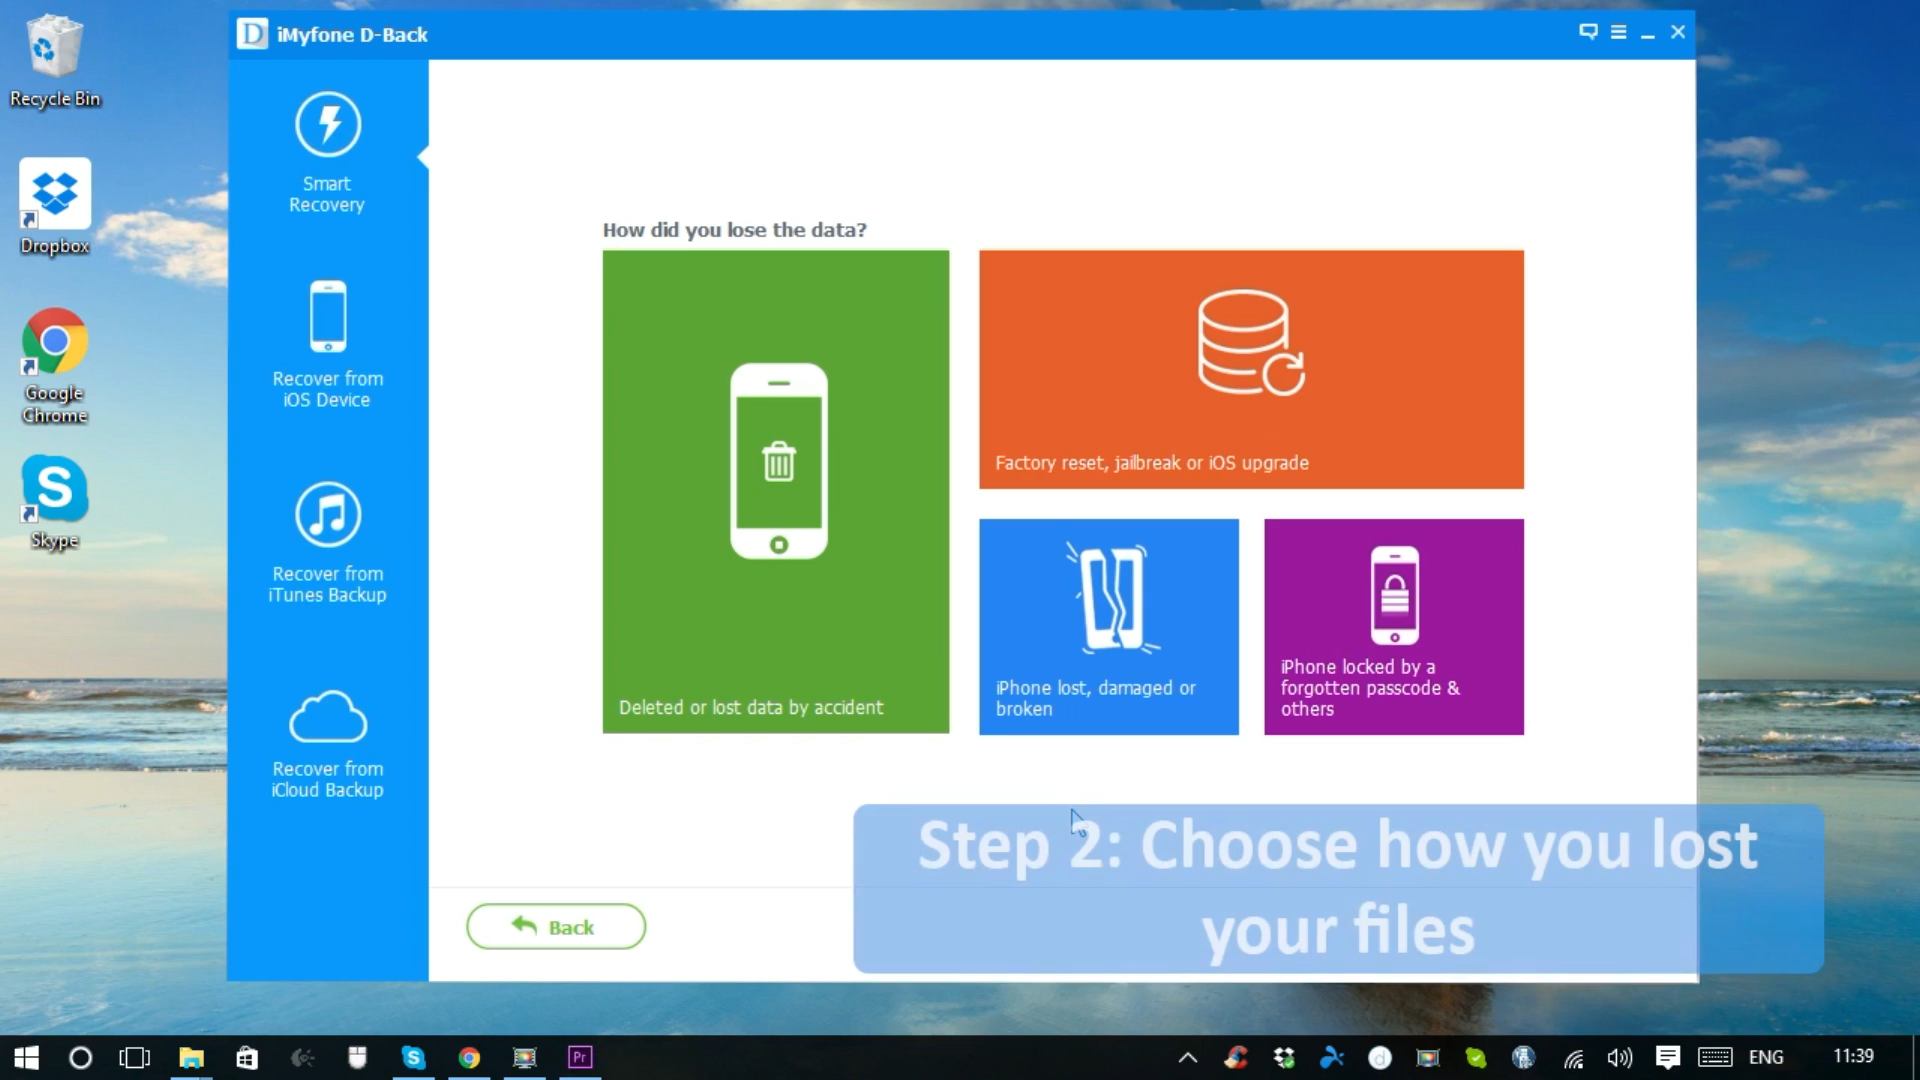 iMyfone D-Back
Recycle Bin
Dropbox
Google
Chrome
Skype
Smart
Recovery
Recover from
iOS Device
Recover from
iTunes Backup
Recover from
iCloud Backup
How did you lose the data?
Deleted or lost data by accident
Factory reset, jailbreak or iOS upgrade
iPhone lost, damaged or
broken
iPhone locked by a
forgotten passcode &
others
Back
Step 2: Choose how you lost
your files
Pr
ENG
11:39